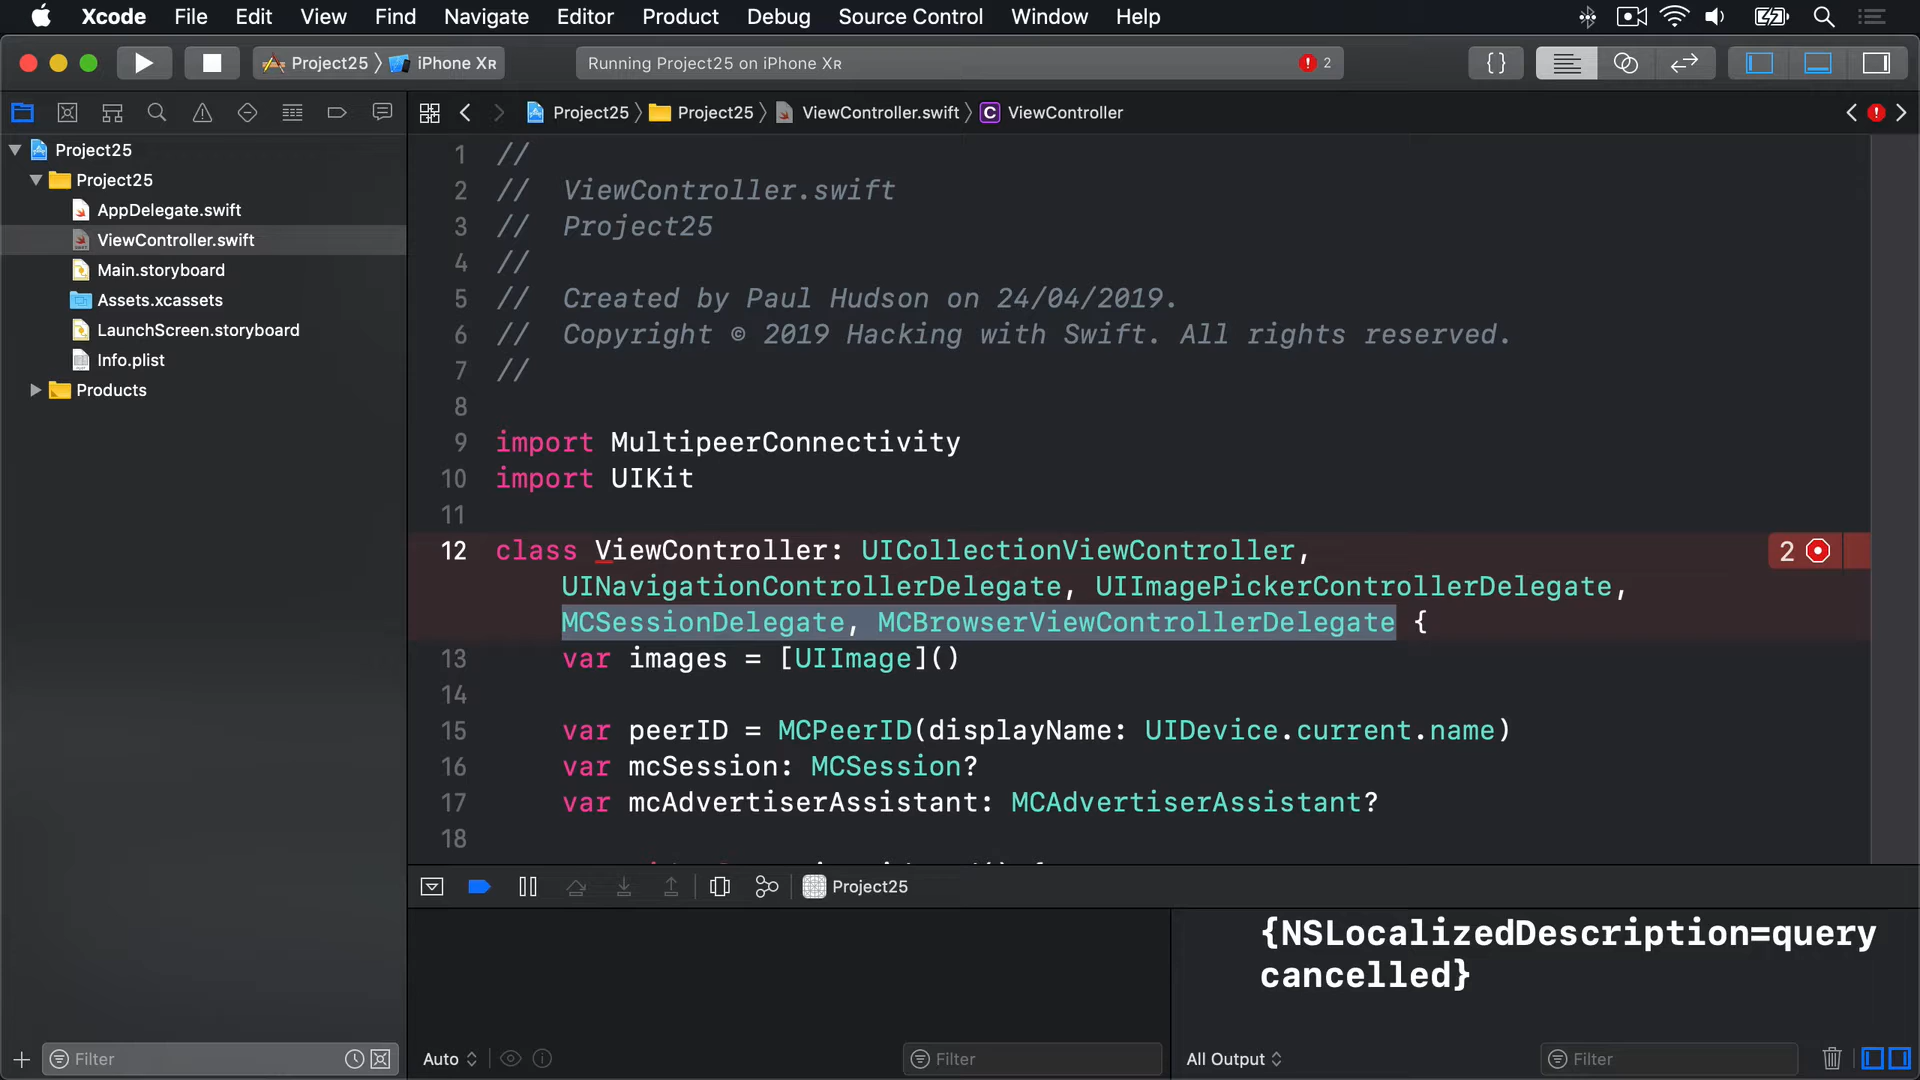 Xcode File Edit View Find Navigate Editor Product Debug Source Control Window Help
Project25 iPhone XR
Running Project25 on iPhone XR
2
Project25 Project25 ViewController.swift C ViewController
Project25
Project25
AppDelegate.swift
ViewController.swift
Main.storyboard
Assets.xcassets
LaunchScreen.storyboard
Info.plist
Products
1 //
2 //  ViewController.swift
3 //  Project25
4 //
5 //  Created by Paul Hudson on 24/04/2019.
6 //  Copyright © 2019 Hacking with Swift. All rights reserved.
7 //
8
9 import MultipeerConnectivity
10 import UIKit
11
12 class ViewController: UICollectionViewController,
2
UINavigationControllerDelegate, UIImagePickerControllerDelegate,
MCSessionDelegate, MCBrowserViewControllerDelegate {
13 var images = [UIImage]()
14
15 var peerID = MCPeerID(displayName: UIDevice.current.name)
16 var mcSession: MCSession?
17 var mcAdvertiserAssistant: MCAdvertiserAssistant?
18
Project25
{NSLocalizedDescription=query
cancelled}
Filter
Auto
Filter
All Output
Filter